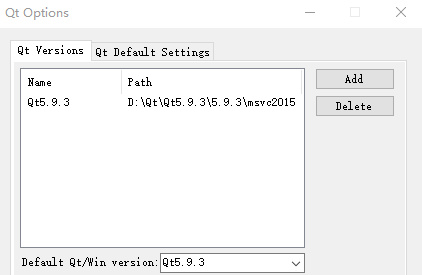 Qt Options
Qt Versions Qt Default Settings
Name Path Add
Qt5.9.3 D:\Qt\Qt5.9.3\5.9.3\msvc2015 Delete
Default Qt/Win version: Qt5.9.3